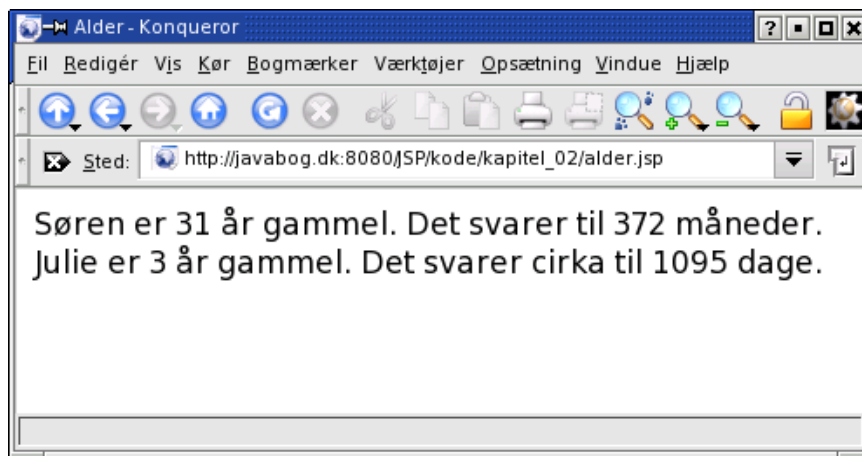 Alder - Konqueror
Fil Redigér Vis Kør Bogmærker Værktøjer Opsætning Vindue Hjælp
Sted: http://javabog.dk:8080/JSP/kode/kapitel_02/alder.jsp
Søren er 31 år gammel. Det svarer til 372 måneder.
Julie er 3 år gammel. Det svarer cirka til 1095 dage.